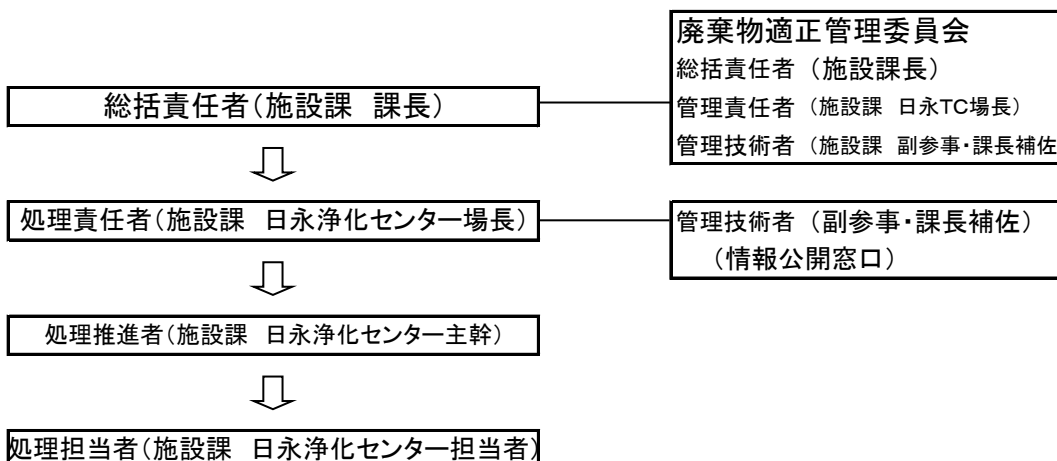 廃棄物適正管理委員会
総括責任者（施設課長）
管理責任者（施設課　日永TC場長）
管理技術者（施設課　副参事・課長補佐
総括責任者（施設課　課長）
処理責任者（施設課　日永浄化センター場長）
管理技術者（副参事・課長補佐）
（情報公開窓口）
処理推進者（施設課　日永浄化センター主幹）
処理担当者（施設課　日永浄化センター担当者）